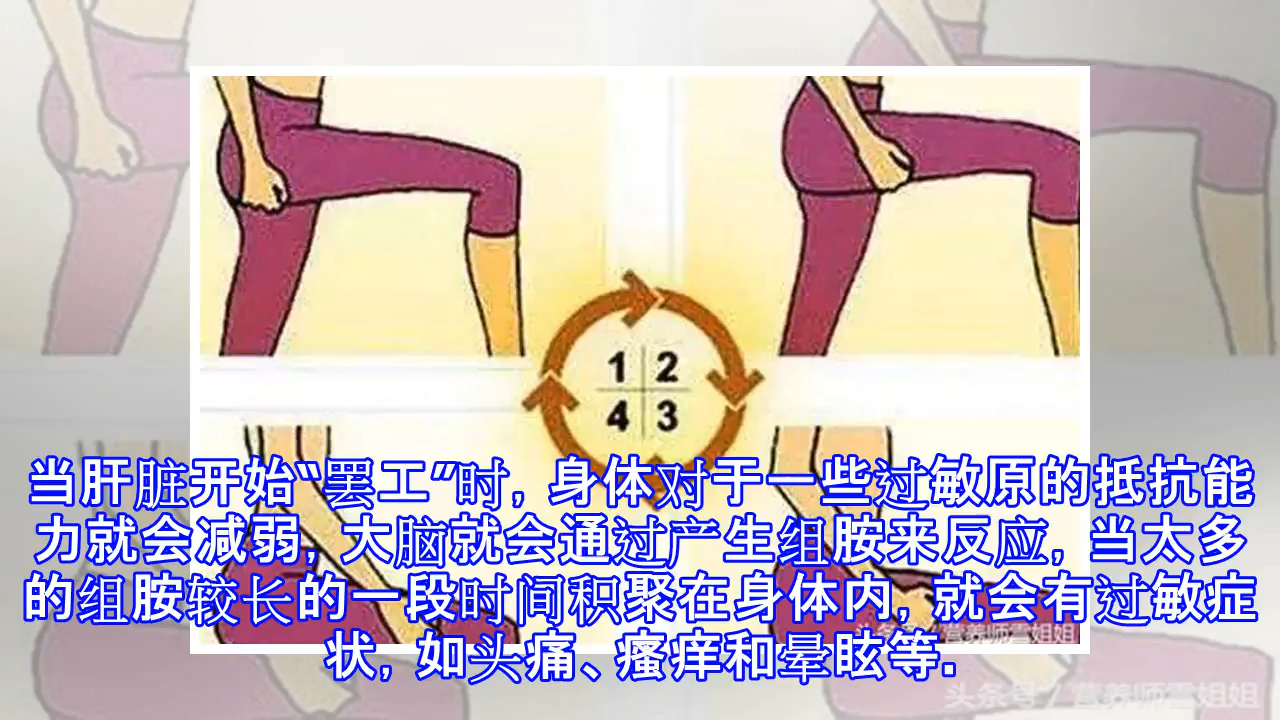 1 2
4 3
当肝脏开始“罢工”时, 身体对于一些过敏原的抵抗能
力就会减弱, 大脑就会通过产生组胺来反应, 当太多
的组胺较长的一段时间积聚在身体内, 就会有过敏症
状, 如头痛、瘙痒和晕眩等.
头条号 / 营养师雪姐姐